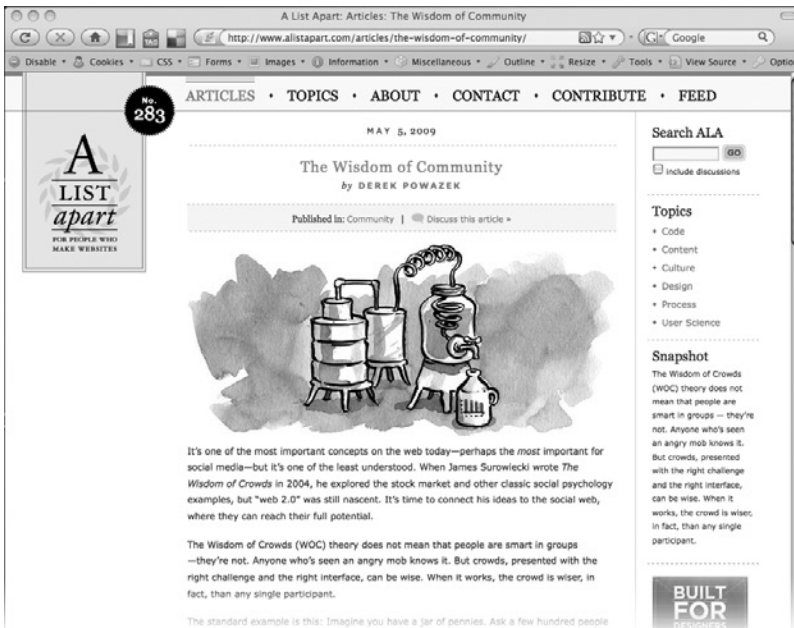 A List Apart: Articles: The Wisdom of Community
http://www.alistapart.com/articles/the-wisdom-of-community/
Google
Disable Cookies CSS Forms Images Information Miscellaneous Outline Resize Tools View Source Optio
No.
283
ARTICLES • TOPICS • ABOUT • CONTACT • CONTRIBUTE • FEED
A
LIST
apart
FOR PEOPLE WHO
MAKE WEBSITES
MAY 5, 2009
The Wisdom of Community
by DEREK POWAZEK
Published in: Community | Discuss this article »
It's one of the most important concepts on the web today—perhaps the most important for
social media—but it's one of the least understood. When James Surowiecki wrote The
Wisdom of Crowds in 2004, he explored the stock market and other classic social psychology
examples, but "web 2.0" was still nascent. It's time to connect his ideas to the social web,
where they can reach their full potential.
The Wisdom of Crowds (WOC) theory does not mean that people are smart in groups
—they're not. Anyone who's seen an angry mob knows it. But crowds, presented with the
right challenge and the right interface, can be wise. When it works, the crowd is wiser, in
fact, than any single participant.
The standard example is this: Imagine you have a jar of pennies. Ask a few hundred people
Search ALA
GO
include discussions
Topics
+ Code
+ Content
+ Culture
+ Design
+ Process
+ User Science
Snapshot
The Wisdom of Crowds
(WOC) theory does not
mean that people are
smart in groups — they're
not. Anyone who's seen
an angry mob knows it.
But crowds, presented
with the right challenge
and the right interface,
can be wise. When it
works, the crowd is wiser,
in fact, than any single
participant.
BUILT
FOR
DESIGNERS